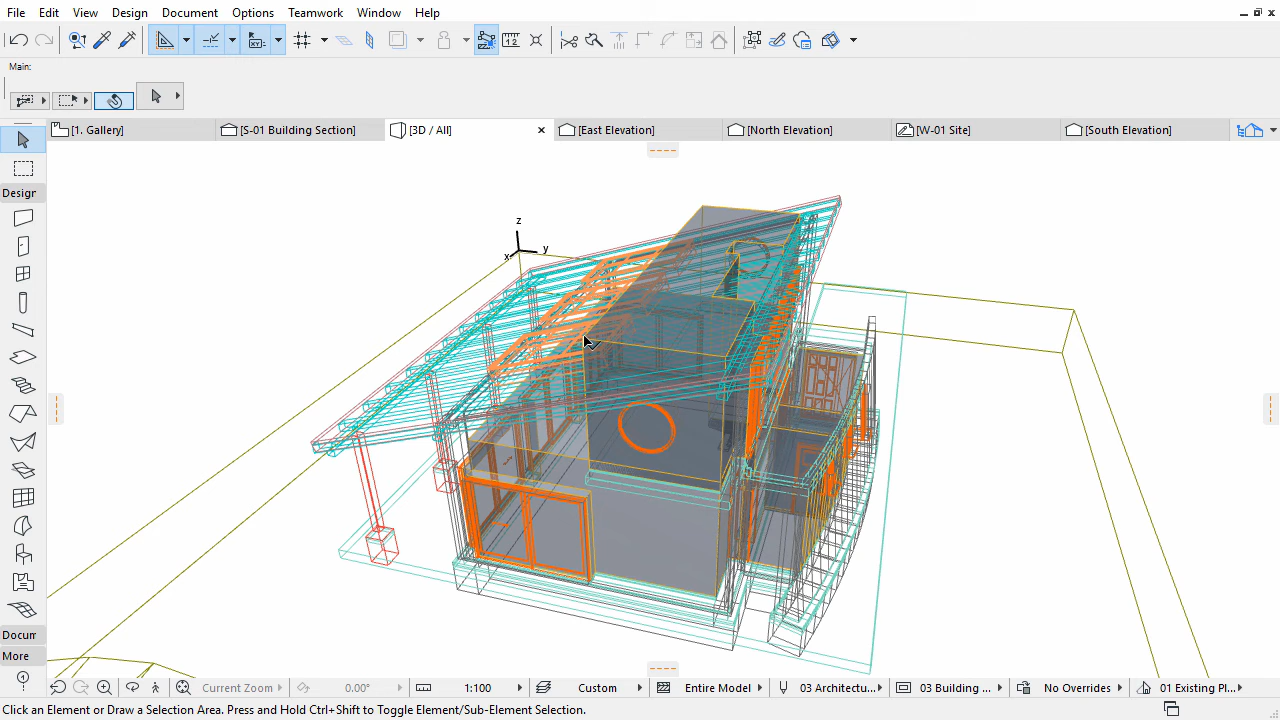 File Edit View Design Document Options Teamwork Window Help
Main:
[1. Gallery] [S-01 Building Section] [3D / All] [East Elevation] [North Elevation] [W-01 Site] [South Elevation]
Design
z
y
x
Docum
More
Current Zoom 0.00° 1:100 Custom Entire Model 03 Architectu... 03 Building ... No Overrides 01 Existing Pl...
Click an Element or Draw a Selection Area. Press and Hold Ctrl+Shift to Toggle Element/Sub-Element Selection.